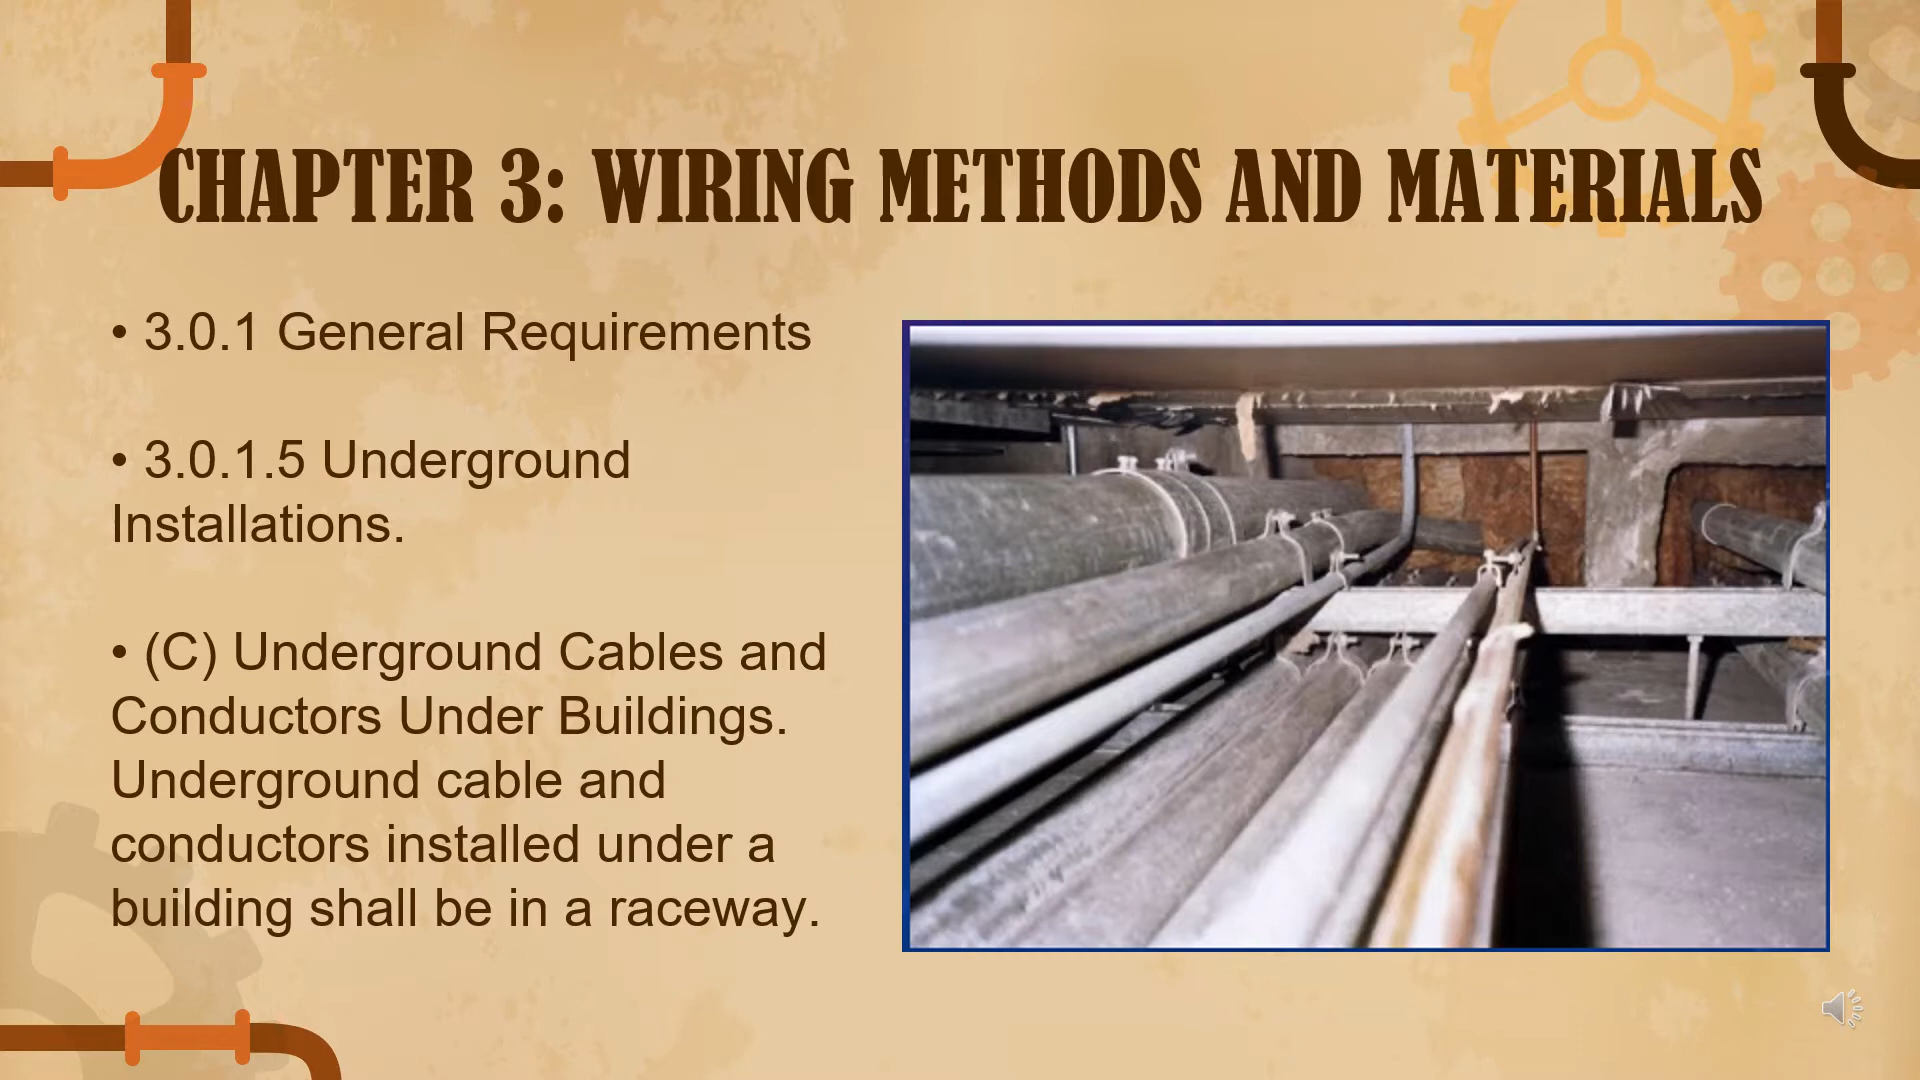 CHAPTER 3: WIRING METHODS AND MATERIALS
• 3.0.1 General Requirements
• 3.0.1.5 Underground
Installations.
• (C) Underground Cables and
Conductors Under Buildings.
Underground cable and
conductors installed under a
building shall be in a raceway.